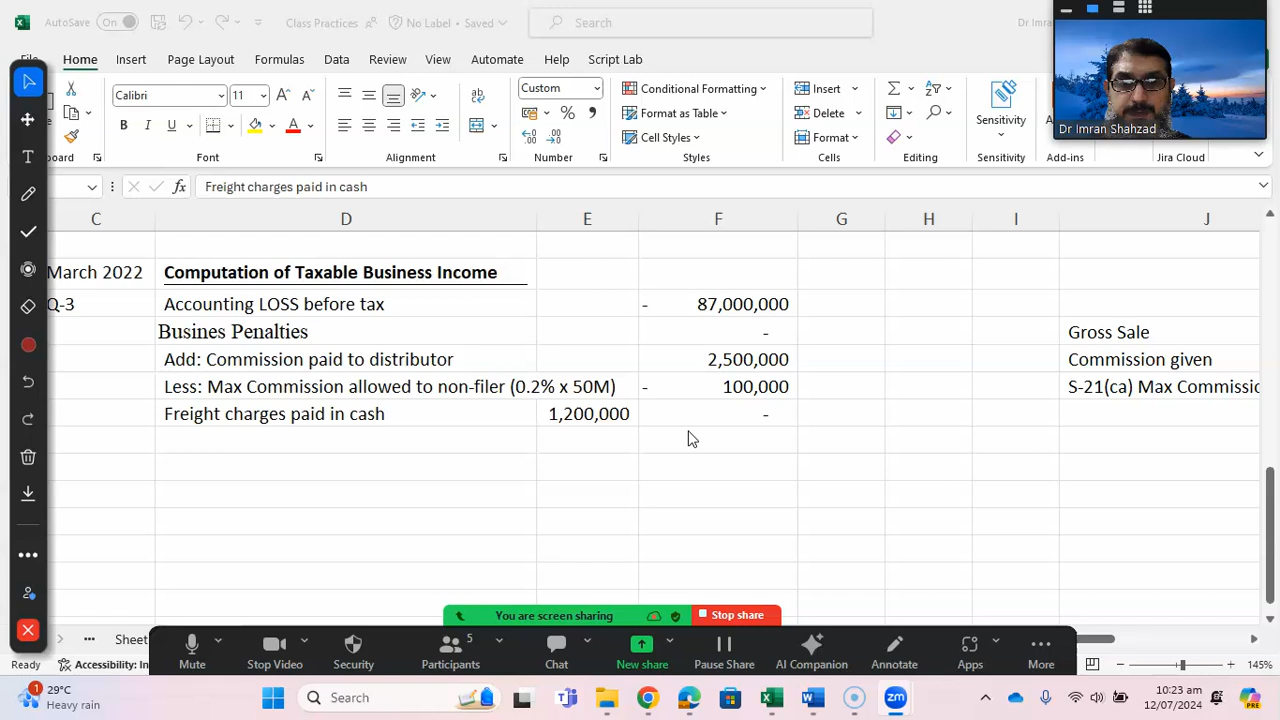 AutoSave On Class Practices No Label • Saved Search Dr Imran
File Home Insert Page Layout Formulas Data Review View Automate Help Script Lab
Calibri 11 Custom Conditional Formatting Insert
B I U A Format as Table Delete Sensitivity
Cell Styles Format
Font Alignment Number Styles Cells Editing Sensitivity Add-ins Jira Cloud
Dr Imran Shahzad
fx Freight charges paid in cash
C D E F G H I J
March 2022 Computation of Taxable Business Income
Q-3 Accounting LOSS before tax - 87,000,000
Busines Penalties - Gross Sale
Add: Commission paid to distributor 2,500,000 Commission given
Less: Max Commission allowed to non-filer (0.2% x 50M) - 100,000 S-21(ca) Max Commissio
Freight charges paid in cash 1,200,000 -
You are screen sharing Stop share
Sheet
Mute Stop Video Security Participants 5 Chat New share Pause Share AI Companion Annotate Apps More
Ready Accessibility: In 145%
1 29°C
Heavy rain
Search
10:23 am
12/07/2024